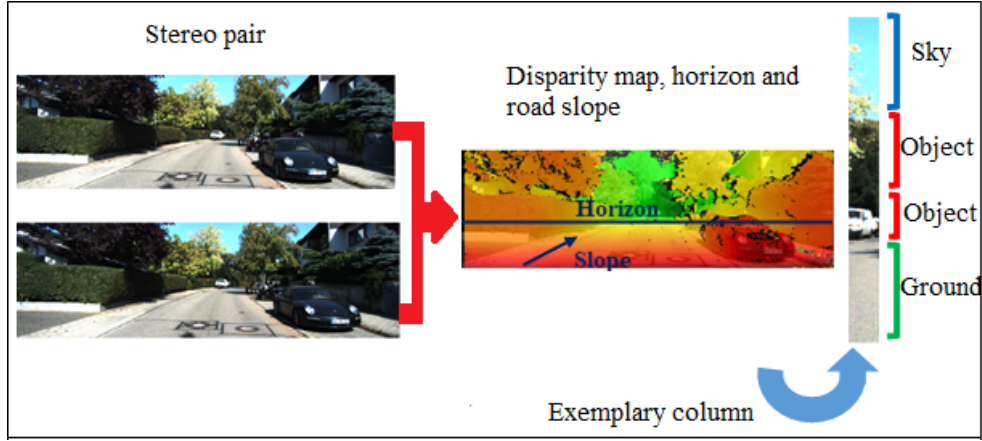 Stereo pair
Disparity map, horizon and
road slope
Horizon
Slope
Sky
Object
Object
Ground
Exemplary column